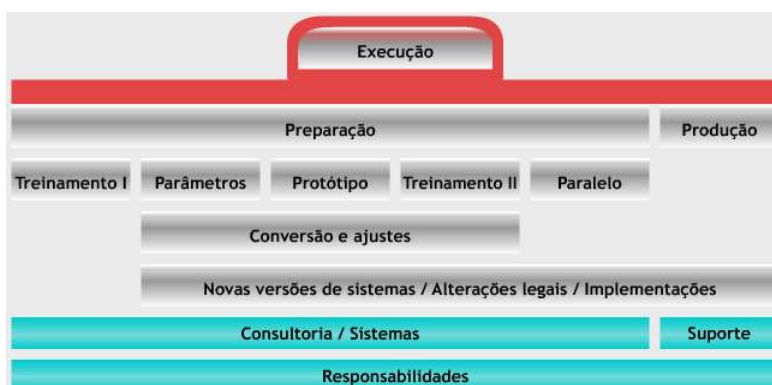 Execução
Preparação Produção
Treinamento I Parâmetros Protótipo Treinamento II Paralelo
Conversão e ajustes
Novas versões de sistemas / Alterações legais / Implementações
Consultoria / Sistemas Suporte
Responsabilidades